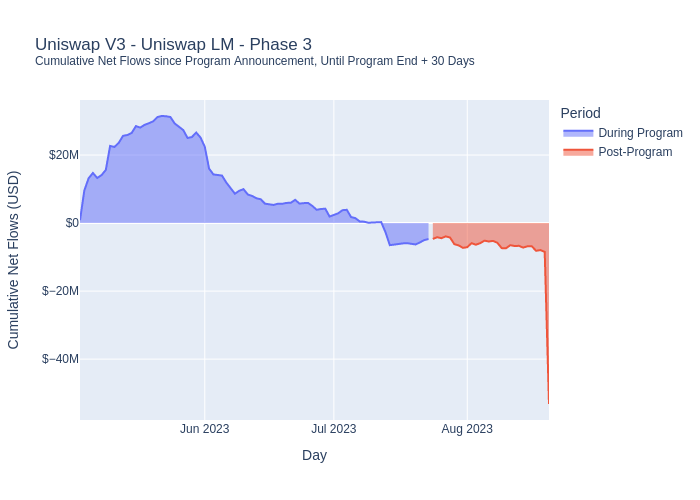 Uniswap V3 - Uniswap LM - Phase 3
Cumulative Net Flows since Program Announcement, Until Program End + 30 Days
Period
During Program
Post-Program
Cumulative Net Flows (USD)
$20M
$0
$−20M
$−40M
Jun 2023
Jul 2023
Aug 2023
Day